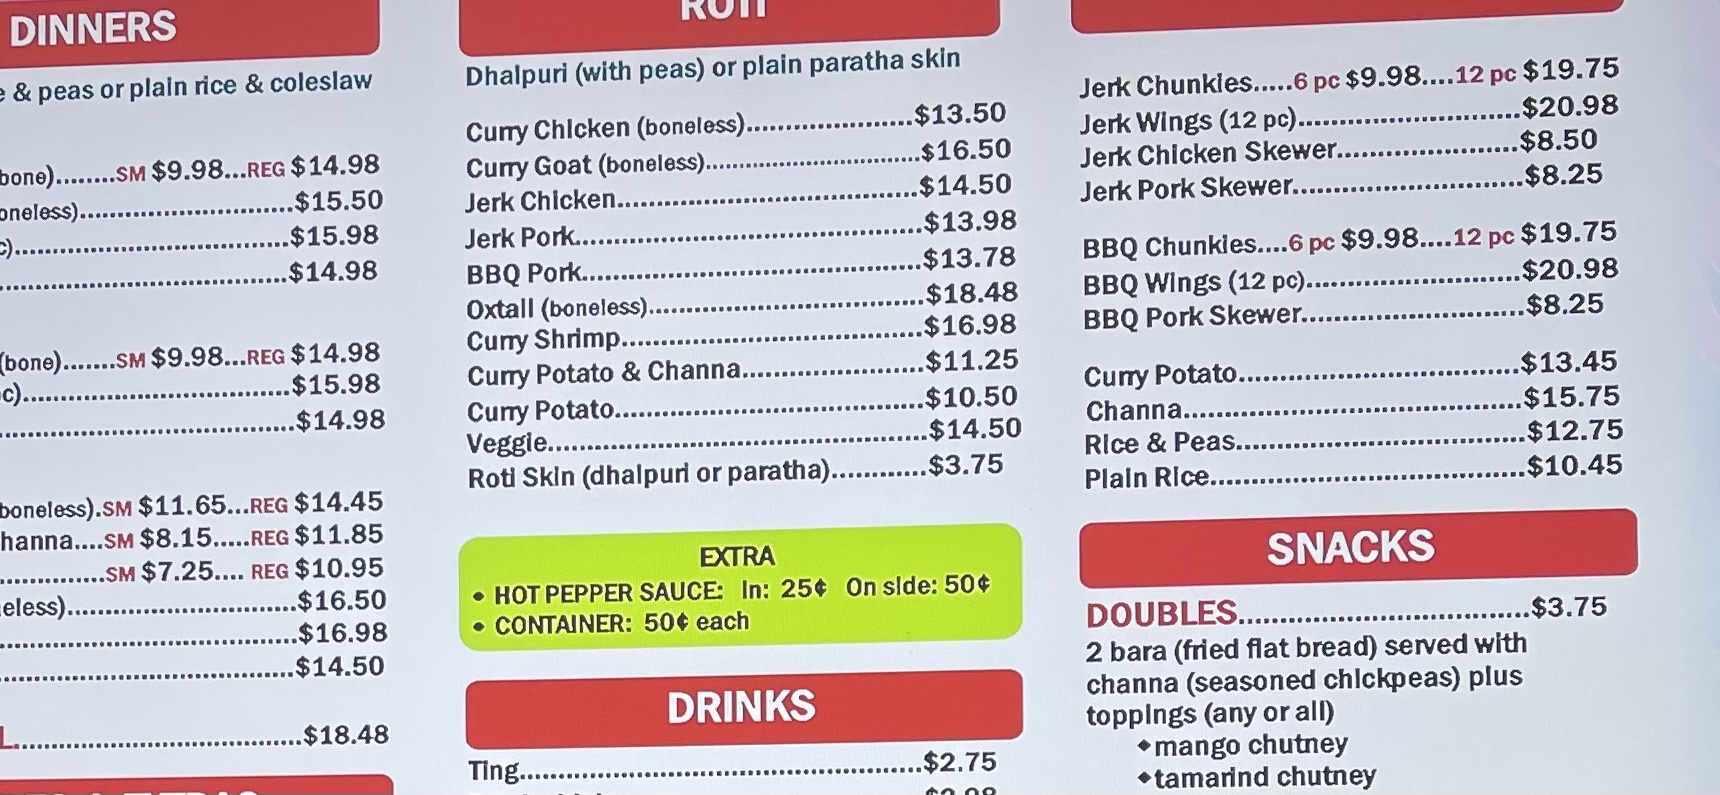 DINNERS
& peas or plain rice & coleslaw
bone)........SM $9.98...REG $14.98
oneless)............................$15.50
c)..................................$15.98
...................................$14.98
(bone).......SM $9.98...REG $14.98
c)..................................$15.98
.....................................$14.98
boneless).SM $11.65...REG $14.45
hanna....SM $8.15.....REG $11.85
.............SM $7.25.... REG $10.95
eless).............................$16.50
.....................................$16.98
.....................................$14.50
L....................................$18.48
ROTI
Dhalpuri (with peas) or plain paratha skin
Curry Chicken (boneless).....................$13.50
Curry Goat (boneless)...........................$16.50
Jerk Chicken......................................$14.50
Jerk Pork...........................................$13.98
BBQ Pork...........................................$13.78
Oxtail (boneless)...................................$18.48
Curry Shrimp......................................$16.98
Curry Potato & Channa.......................$11.25
Curry Potato.......................................$10.50
Veggie................................................$14.50
Roti Skin (dhalpuri or paratha)............$3.75
EXTRA
• HOT PEPPER SAUCE: In: 25¢ On side: 50¢
• CONTAINER: 50¢ each
DRINKS
Ting...................................................$2.75
Jerk Chunkies.....6 pc $9.98....12 pc $19.75
Jerk Wings (12 pc)............................$20.98
Jerk Chicken Skewer.......................$8.50
Jerk Pork Skewer.............................$8.25
BBQ Chunkies....6 pc $9.98....12 pc $19.75
BBQ Wings (12 pc)...........................$20.98
BBQ Pork Skewer............................$8.25
Curry Potato....................................$13.45
Channa...........................................$15.75
Rice & Peas.....................................$12.75
Plain Rice........................................$10.45
SNACKS
DOUBLES.....................................$3.75
2 bara (fried flat bread) served with
channa (seasoned chickpeas) plus
toppings (any or all)
◆mango chutney
◆tamarind chutney